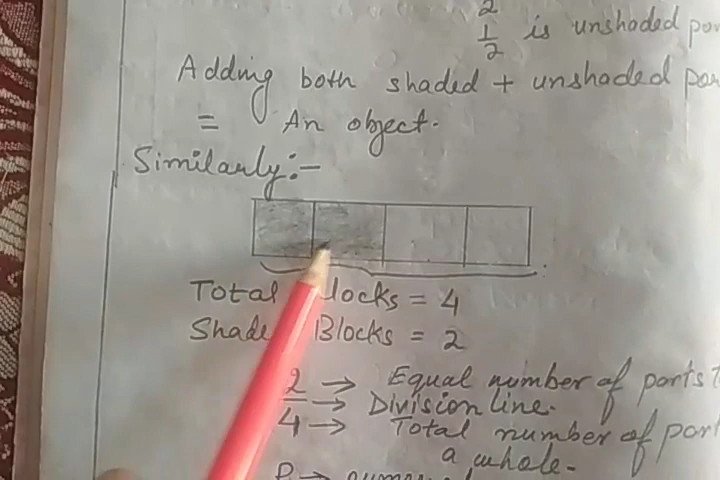 2
1/2 is unshaded
Adding both shaded + unshaded
= An object.
Similarly:-
Total Blocks = 4
Shade Blocks = 2
2 → Equal number of parts
4 → Division line.
→ Total number of
a whole.